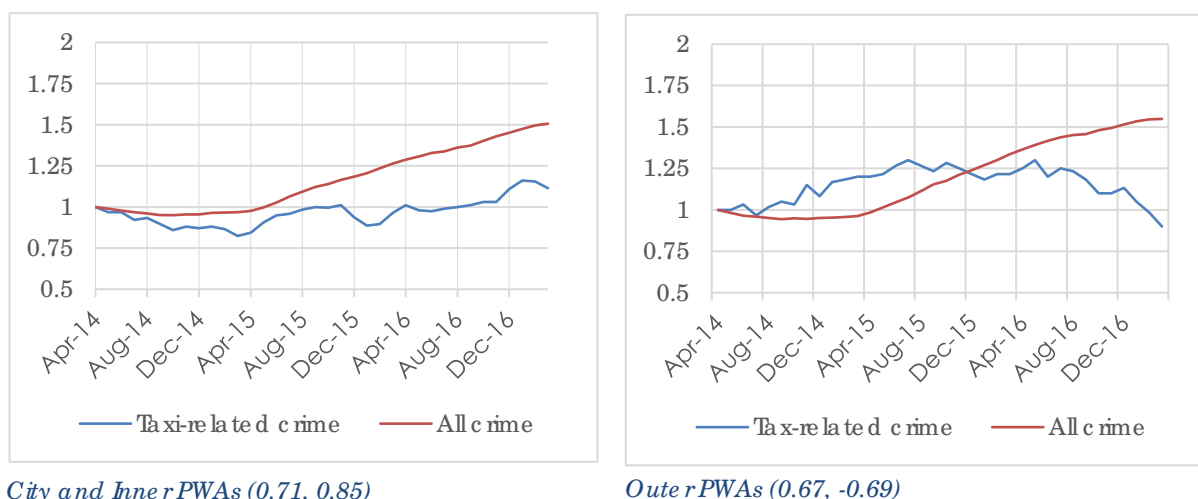 2
1.75
1.5
1.25
1
0.75
0.5
Apr-14
Aug-14
Dec-14
Apr-15
Aug-15
Dec-15
Apr-16
Aug-16
Dec-16
Taxi-related crime
All crime
City and Inner PWAs (0.71, 0.85)
2
1.75
1.5
1.25
1
0.75
0.5
Apr-14
Aug-14
Dec-14
Apr-15
Aug-15
Dec-15
Apr-16
Aug-16
Dec-16
Tax-related crime
All crime
Outer PWAs (0.67, -0.69)